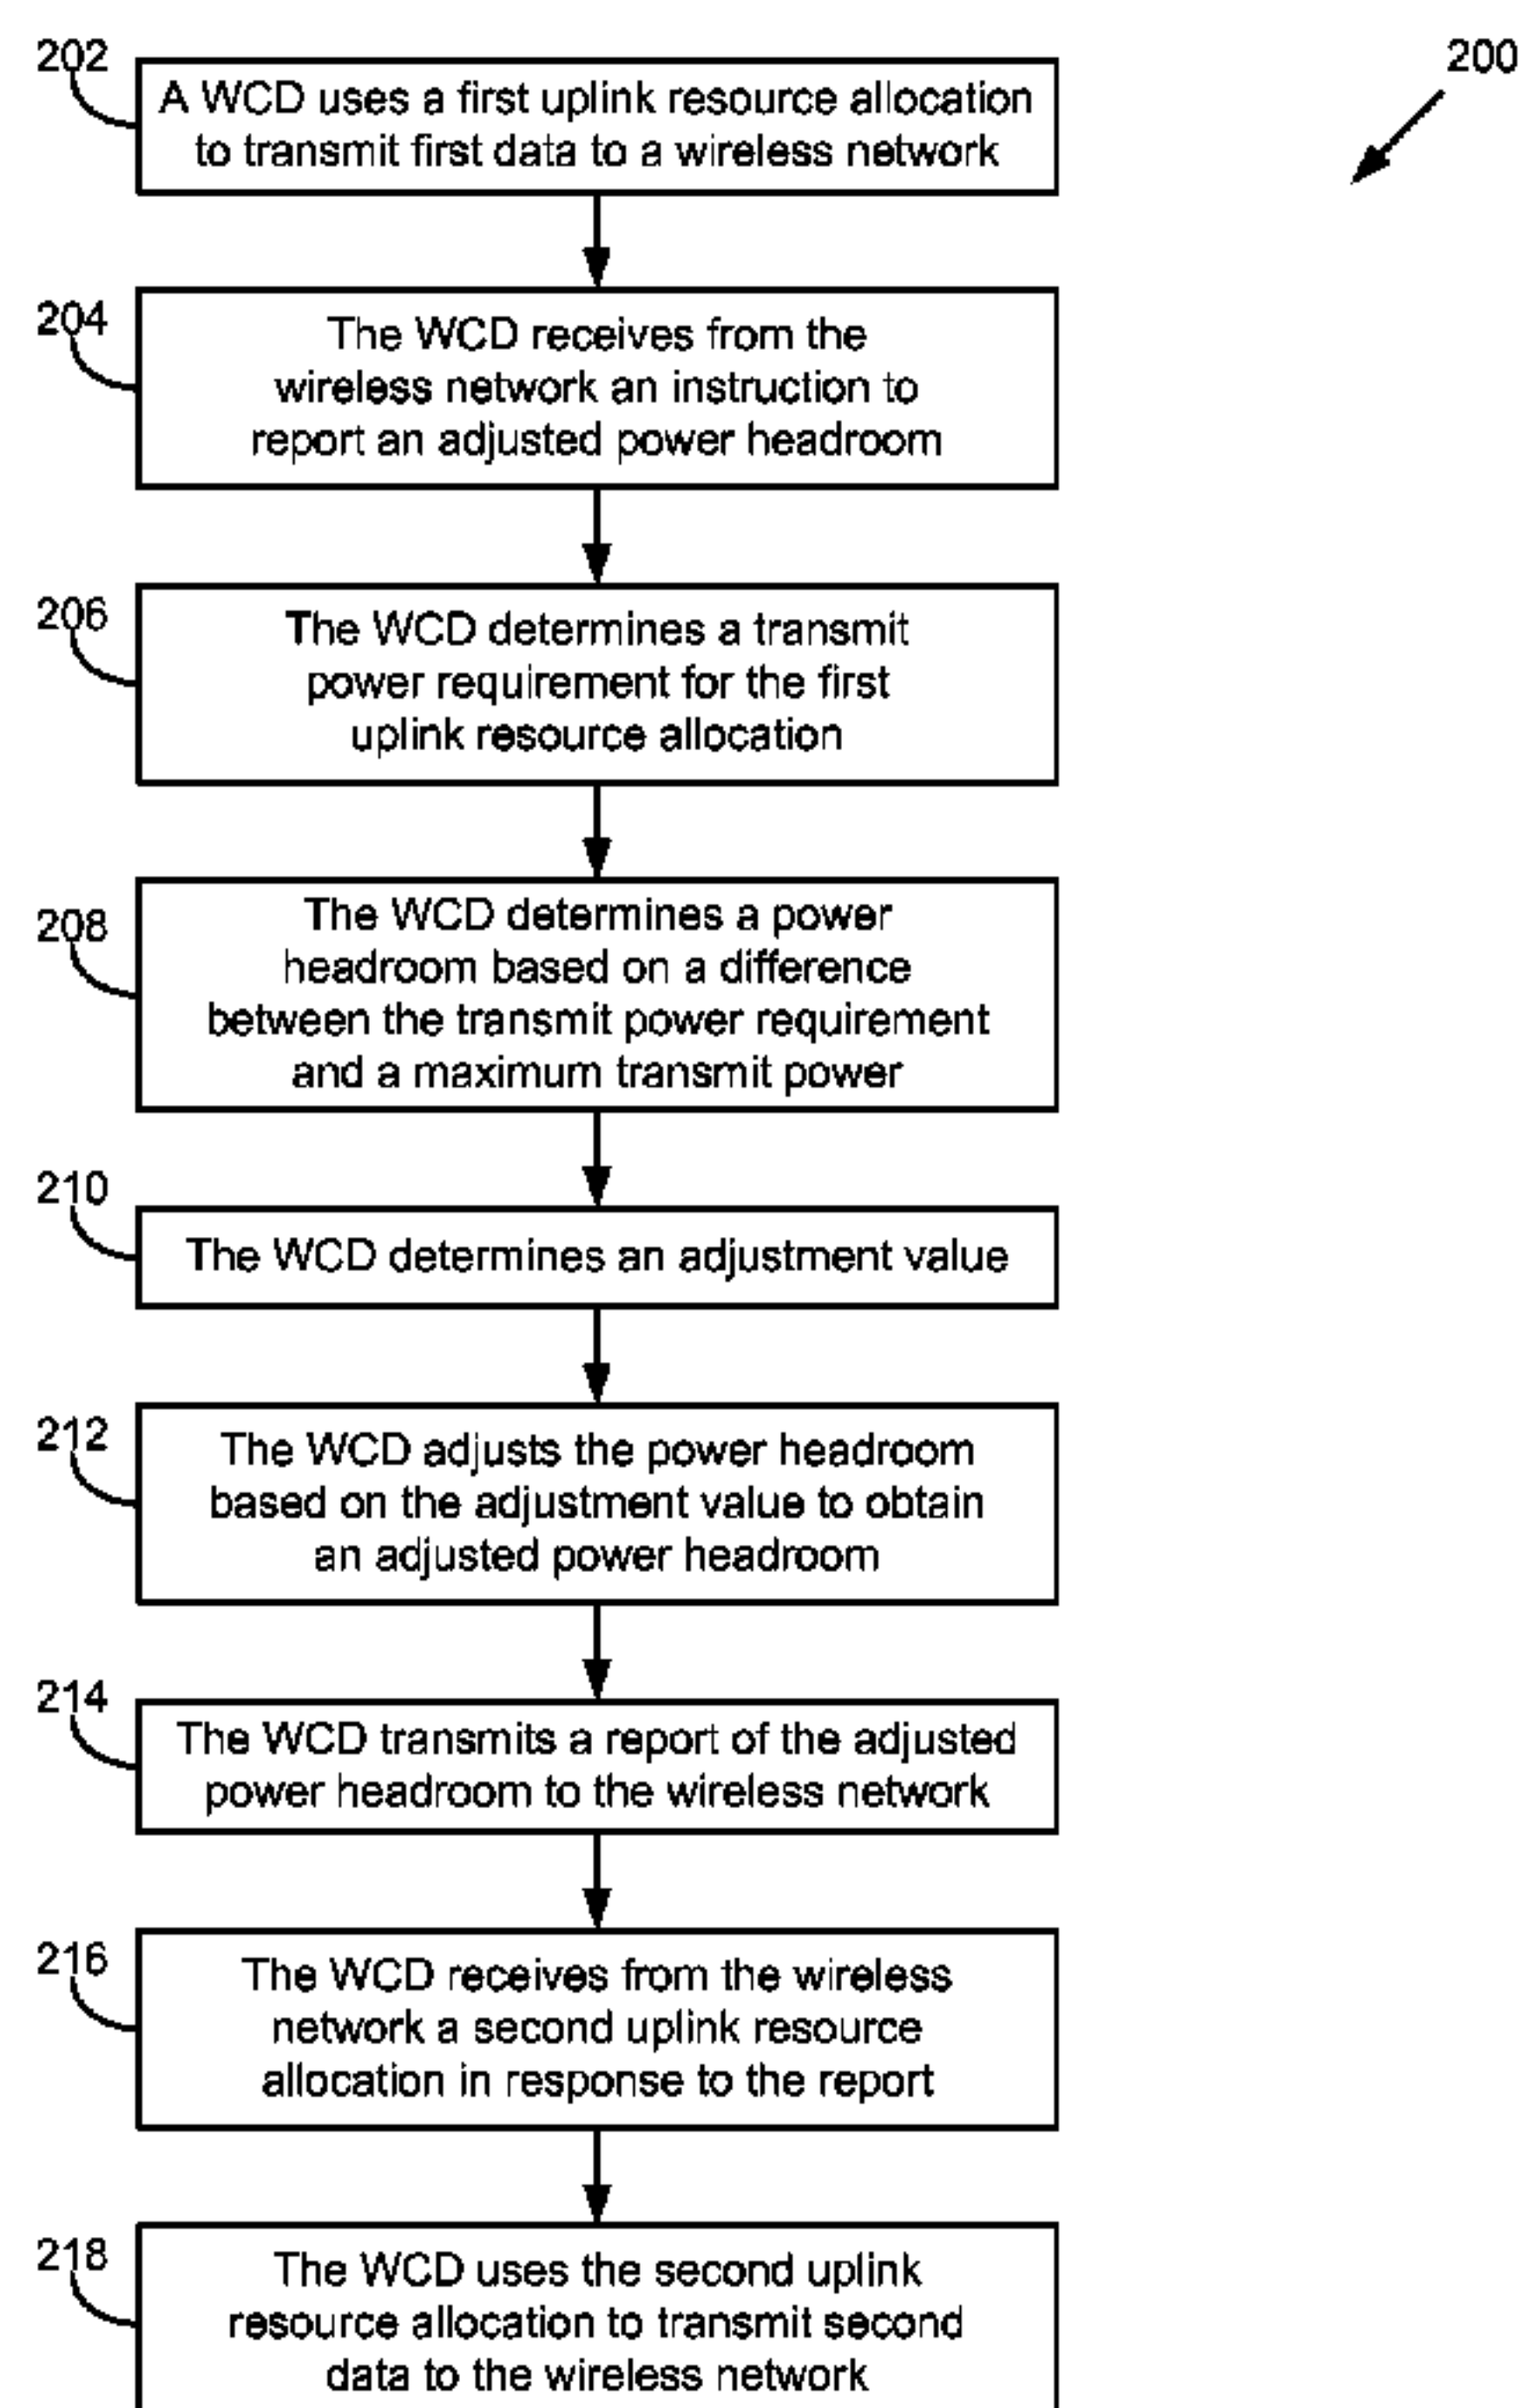 200
202
A WCD uses a first uplink resource allocation
to transmit first data to a wireless network
204
The WCD receives from the
wireless network an instruction to
report an adjusted power headroom
206
The WCD determines a transmit
power requirement for the first
uplink resource allocation
208
The WCD determines a power
headroom based on a difference
between the transmit power requirement
and a maximum transmit power
210
The WCD determines an adjustment value
212
The WCD adjusts the power headroom
based on the adjustment value to obtain
an adjusted power headroom
214
The WCD transmits a report of the adjusted
power headroom to the wireless network
216
The WCD receives from the wireless
network a second uplink resource
allocation in response to the report
218
The WCD uses the second uplink
resource allocation to transmit second
data to the wireless network